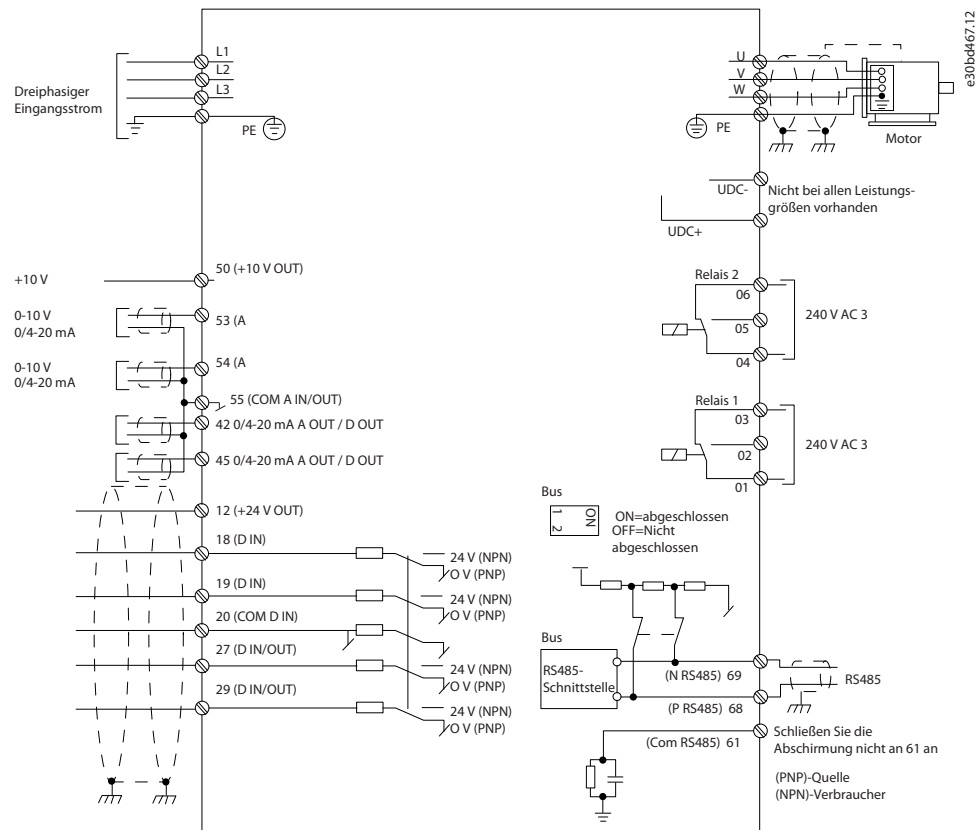 e30bd467.12
L1
L2
L3
Dreiphasiger
Eingangsstrom
PE
U
V
W
PE
Motor
UDC-
Nicht bei allen Leistungs-
größen vorhanden
UDC+
+10 V
50 (+10 V OUT)
0-10 V
0/4-20 mA
53 (A
0-10 V
0/4-20 mA
54 (A
55 (COM A IN/OUT)
42 0/4-20 mA A OUT / D OUT
45 0/4-20 mA A OUT / D OUT
12 (+24 V OUT)
18 (D IN)
24 V (NPN)
O V (PNP)
19 (D IN)
24 V (NPN)
O V (PNP)
20 (COM D IN)
27 (D IN/OUT)
24 V (NPN)
O V (PNP)
29 (D IN/OUT)
24 V (NPN)
O V (PNP)
Relais 2
06
05
04
240 V AC 3
Relais 1
03
02
01
240 V AC 3
Bus
1 2
ON
ON=abgeschlossen
OFF=Nicht
abgeschlossen
Bus
RS485-
Schnittstelle
(N RS485) 69
RS485
(P RS485) 68
(Com RS485) 61
Schließen Sie die
Abschirmung nicht an 61 an
(PNP)-Quelle
(NPN)-Verbraucher